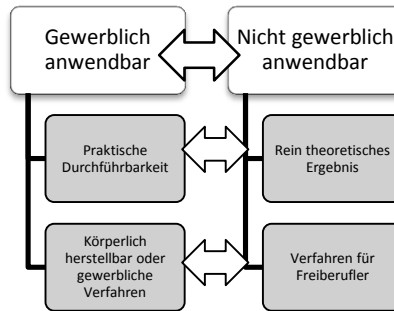 Gewerblich
anwendbar
Nicht gewerblich
anwendbar
Praktische
Durchführbarkeit
Rein theoretisches
Ergebnis
Körperlich
herstellbar oder
gewerbliche
Verfahren
Verfahren für
Freiberufler